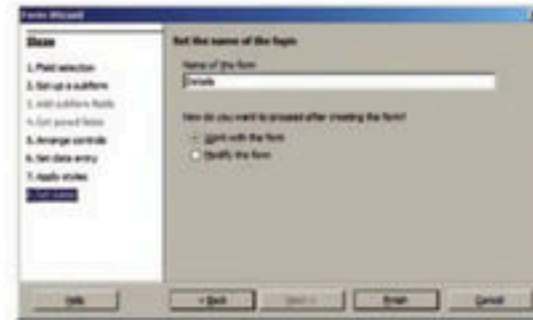 Form Wizard
Steps
1. Field selection
2. Set up a subform
3. Add subform fields
4. Get joined fields
5. Arrange controls
6. Set data entry
7. Apply styles
8. Set name
Set the name of the form
Name of the form
Details
How do you want to proceed after creating the form?
Work with the form
Modify the form
Help
< Back
Next >
Finish
Cancel